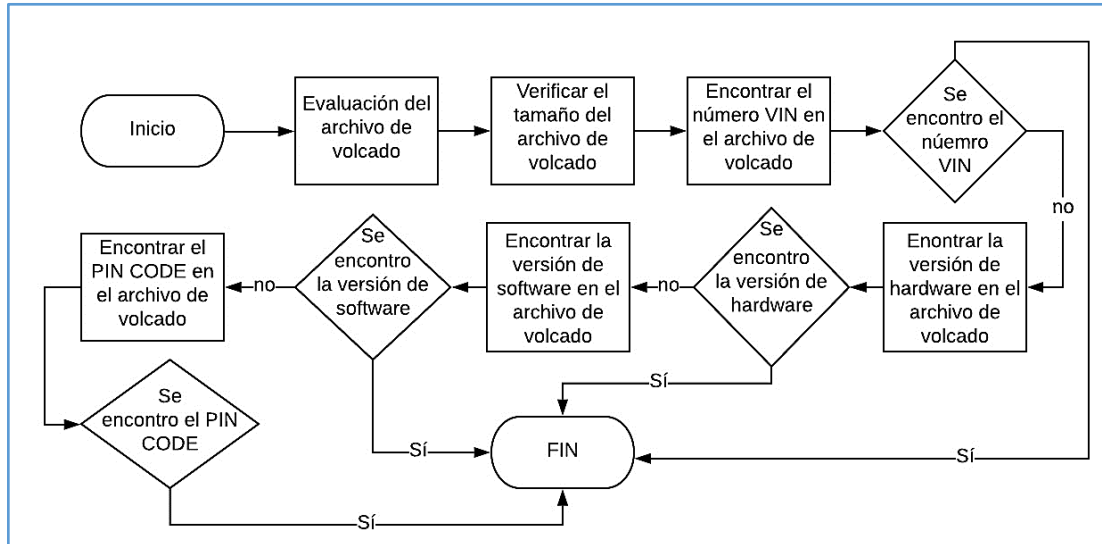 Inicio
Evaluación del
archivo de
volcado
Verificar el
tamaño del
archivo de
volcado
Encontrar el
número VIN en
el archivo de
volcado
Se
encontro el
núemro
VIN
no
Enontrar la
versión de
hardware en el
archivo de
volcado
Se
encontro
la versión de
hardware
no
Encontrar la
versión de
software en el
archivo de
volcado
Se
encontro
la versión de
software
no
Encontrar el
PIN CODE en
el archivo de
volcado
Se
encontro el PIN
CODE
Sí
Sí
FIN
Sí
Sí